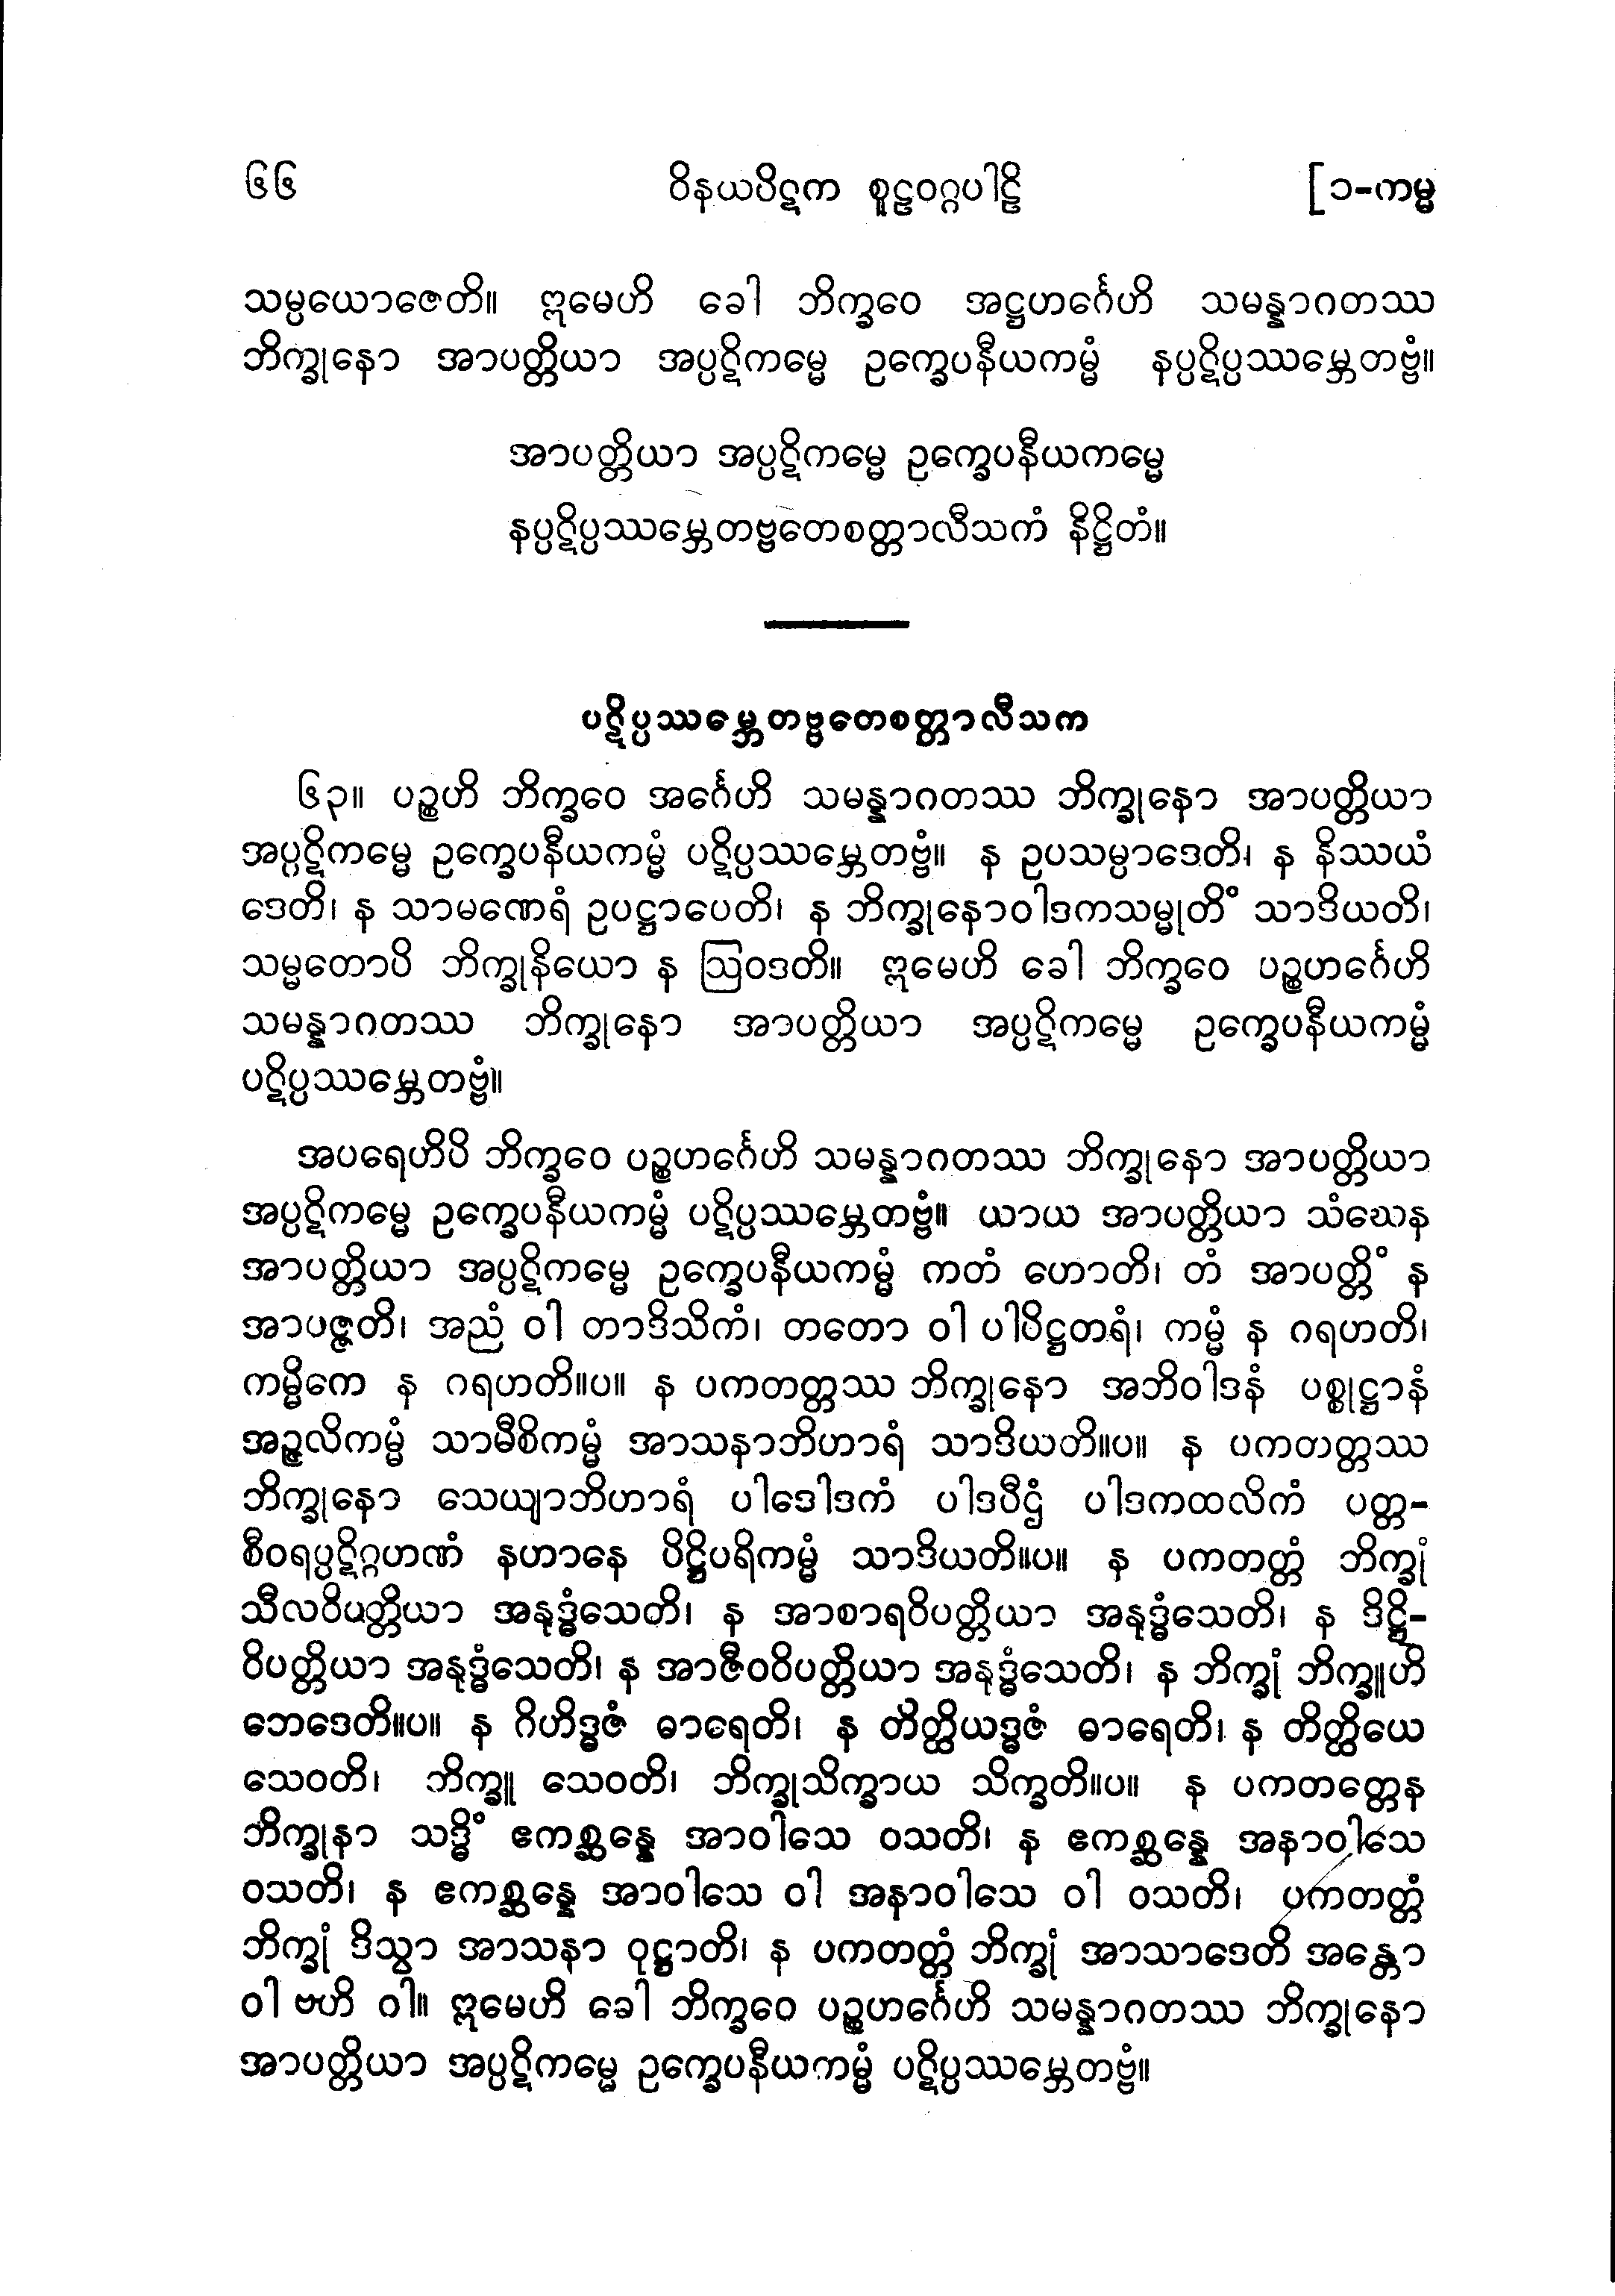 ၆၆ ဝိနယပိဋက စူဠဝဂ္ဂပါဠိ [၁-ကမ္မ
သမ္ပယောဇေတိ။ ဣမေဟိ ခေါ ဘိက္ခဝေ အဋ္ဌဟင်္ဂေဟိ သမန္နာဂတဿ
ဘိက္ခုနော အာပတ္တိယာ အပ္ပဋိကမ္မေ ဥက္ခေပနီယကမ္မံ နပ္ပဋိပ္ပဿမ္ဘေတဗ္ဗံ။
အာပတ္တိယာ အပ္ပဋိကမ္မေ ဥက္ခေပနီယကမ္မေ
နပ္ပဋိပ္ပဿမ္ဘေတဗ္ဗတေစတ္တာလီသကံ နိဋ္ဌိတံ။
ပဋိပ္ပဿမ္ဘေတဗ္ဗတေစတ္တာလီသက
၆၃။ ပဉ္စဟိ ဘိက္ခဝေ အင်္ဂေဟိ သမန္နာဂတဿ ဘိက္ခုနော အာပတ္တိယာ
အပ္ပဋိကမ္မေ ဥက္ခေပနီယကမ္မံ ပဋိပ္ပဿမ္ဘေတဗ္ဗံ။ န ဥပသမ္ပာဒေတိ၊ န နိဿယံ
ဒေတိ၊ န သာမဏေရံ ဥပဋ္ဌာပေတိ၊ န ဘိက္ခုနောဝါဒကသမ္မုတိံ သာဒိယတိ၊
သမ္မတောပိ ဘိက္ခုနိယော န ဩဝဒတိ။ ဣမေဟိ ခေါ ဘိက္ခဝေ ပဉ္စဟင်္ဂေဟိ
သမန္နာဂတဿ ဘိက္ခုနော အာပတ္တိယာ အပ္ပဋိကမ္မေ ဥက္ခေပနီယကမ္မံ
ပဋိပ္ပဿမ္ဘေတဗ္ဗံ။
အပရေဟိပိ ဘိက္ခဝေ ပဉ္စဟင်္ဂေဟိ သမန္နာဂတဿ ဘိက္ခုနော အာပတ္တိယာ
အပ္ပဋိကမ္မေ ဥက္ခေပနီယကမ္မံ ပဋိပ္ပဿမ္ဘေတဗ္ဗံ။ ယာယ အာပတ္တိယာ သံဃေန
အာပတ္တိယာ အပ္ပဋိကမ္မေ ဥက္ခေပနီယကမ္မံ ကတံ ဟောတိ၊ တံ အာပတ္တိံ န
အာပဇ္ဇတိ၊ အညံ ဝါ တာဒိသိကံ၊ တတော ဝါ ပါပိဋ္ဌတရံ၊ ကမ္မံ န ဂရဟတိ၊
ကမ္မိကေ န ဂရဟတိ။ပ။ န ပကတတ္တဿ ဘိက္ခုနော အဘိဝါဒနံ ပစ္စုဋ္ဌာနံ
အဉ္ဇလိကမ္မံ သာမီစိကမ္မံ အာသနာဘိဟာရံ သာဒိယတိ။ပ။ န ပကတတ္တဿ
ဘိက္ခုနော သေယျာဘိဟာရံ ပါဒေါဒကံ ပါဒပီဌံ ပါဒကထလိကံ ပတ္တ-
စီဝရပ္ပဋိဂ္ဂဟဏံ နဟာနေ ပိဋ္ဌိပရိကမ္မံ သာဒိယတိ။ပ။ န ပကတတ္တံ ဘိက္ခုံ
သီလဝိပတ္တိယာ အနုဒ္ဓံသေတိ၊ န အာစာရဝိပတ္တိယာ အနုဒ္ဓံသေတိ၊ န ဒိဋ္ဌိ-
ဝိပတ္တိယာ အနုဒ္ဓံသေတိ၊ န အာဇီဝဝိပတ္တိယာ အနုဒ္ဓံသေတိ၊ န ဘိက္ခုံ ဘိက္ခူဟိ
ဘေဒေတိ။ပ။ န ဂိဟိဒ္ဓဇံ ဓာရေတိ၊ န တိတ္ထိယဒ္ဓဇံ ဓာရေတိ၊ န တိတ္ထိယေ
သေဝတိ၊ ဘိက္ခူ သေဝတိ၊ ဘိက္ခုသိက္ခာယ သိက္ခတိ။ပ။ န ပကတတ္တေန
ဘိက္ခုနာ သဒ္ဓိံ ဧကစ္ဆန္နေ အာဝါသေ ဝသတိ၊ န ဧကစ္ဆန္နေ အနာဝါသေ
ဝသတိ၊ န ဧကစ္ဆန္နေ အာဝါသေ ဝါ အနာဝါသေ ဝါ ဝသတိ၊ ပကတတ္တံ
ဘိက္ခုံ ဒိသွာ အာသနာ ဝုဋ္ဌာတိ၊ န ပကတတ္တံ ဘိက္ခုံ အာသာဒေတိ အန္တော
ဝါ ဗဟိ ဝါ။ ဣမေဟိ ခေါ ဘိက္ခဝေ ပဉ္စဟင်္ဂေဟိ သမန္နာဂတဿ ဘိက္ခုနော
အာပတ္တိယာ အပ္ပဋိကမ္မေ ဥက္ခေပနီယကမ္မံ ပဋိပ္ပဿမ္ဘေတဗ္ဗံ။